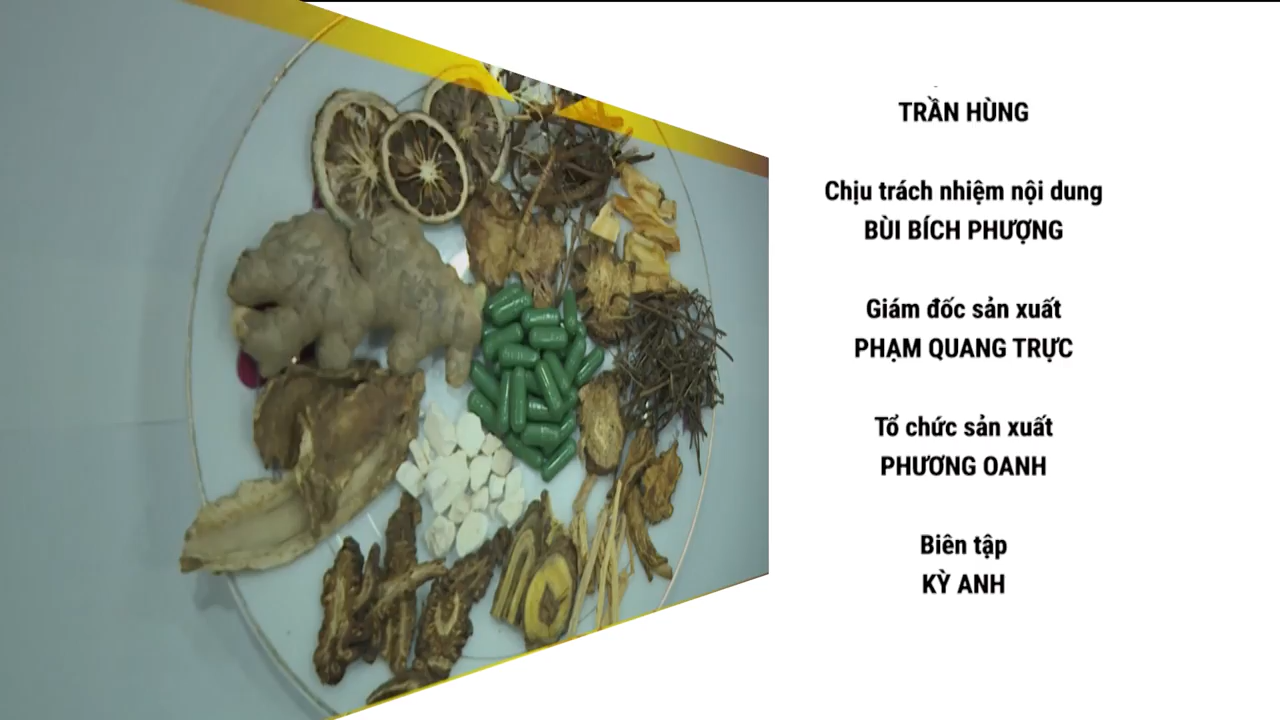 TRẦN HÙNG
Chịu trách nhiệm nội dung
BÙI BÍCH PHƯỢNG
Giám đốc sản xuất
PHẠM QUANG TRỰC
Tổ chức sản xuất
PHƯƠNG OANH
Biên tập
KỲ ANH